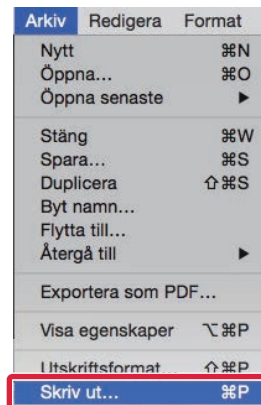 Arkiv Redigera Format
Nytt ⌘N
Öppna... ⌘O
Öppna senaste ▶
Stäng ⌘W
Spara... ⌘S
Duplicera ⇧⌘S
Byt namn...
Flytta till...
Återgå till ▶
Exportera som PDF...
Visa egenskaper ⌥⌘P
Utskriftsformat... ⇧⌘P
Skriv ut... ⌘P